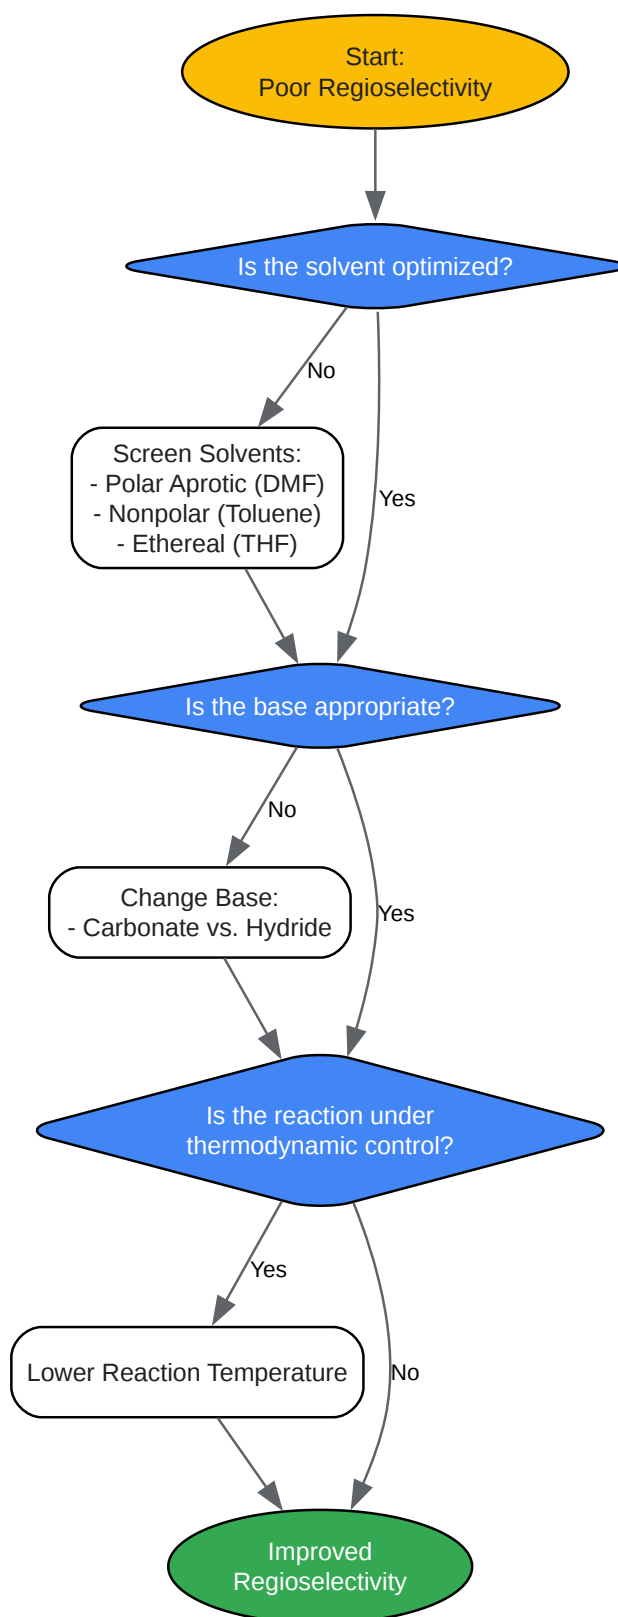 Start:
Poor Regioselectivity
Is the solvent optimized?
No
Screen Solvents:
- Polar Aprotic (DMF)
- Nonpolar (Toluene)
- Ethereal (THF)
Yes
Is the base appropriate?
No
Change Base:
- Carbonate vs. Hydride
Yes
Is the reaction under
thermodynamic control?
Yes
Lower Reaction Temperature
No
Improved
Regioselectivity